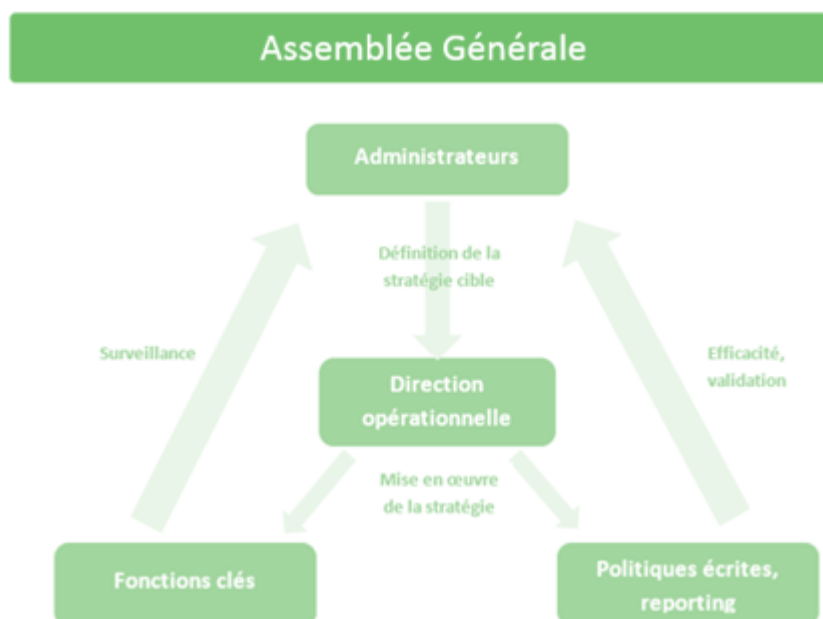 Assemblée Générale
Administrateurs
Définition de la
stratégie cible
Surveillance
Efficacité,
validation
Direction
opérationnelle
Mise en œuvre
de la stratégie
Fonctions clés
Politiques écrites,
reporting